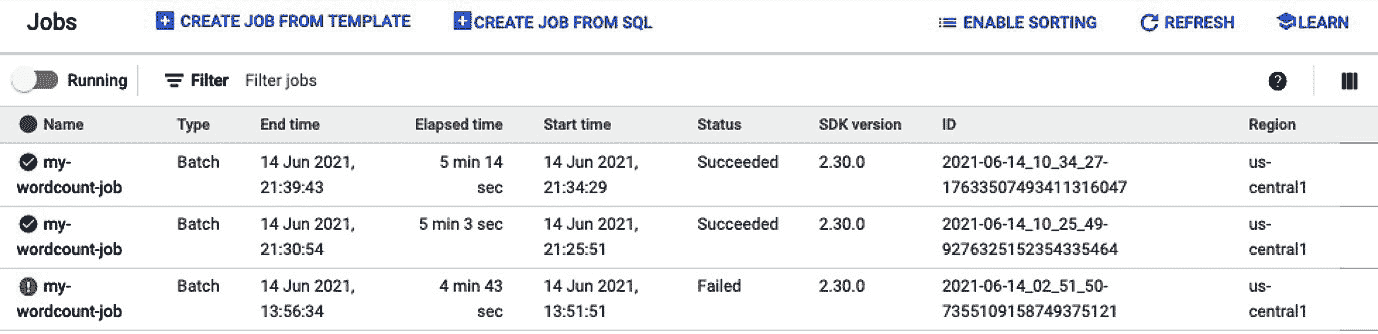 Jobs CREATE JOB FROM TEMPLATE CREATE JOB FROM SQL ENABLE SORTING REFRESH LEARN
Running Filter Filter jobs
Name Type End time Elapsed time Start time Status SDK version ID Region
my- Batch 14 Jun 2021, 5 min 14 14 Jun 2021, Succeeded 2.30.0 2021-06-14_10_34_27- us-
wordcount-job 21:39:43 sec 21:34:29 17633507493411316047 central1
my- Batch 14 Jun 2021, 5 min 3 sec 14 Jun 2021, Succeeded 2.30.0 2021-06-14_10_25_49- us-
wordcount-job 21:30:54 21:25:51 9276325152354335464 central1
my- Batch 14 Jun 2021, 4 min 43 14 Jun 2021, Failed 2.30.0 2021-06-14_02_51_50- us-
wordcount-job 13:56:34 sec 13:51:51 7355109158749375121 central1